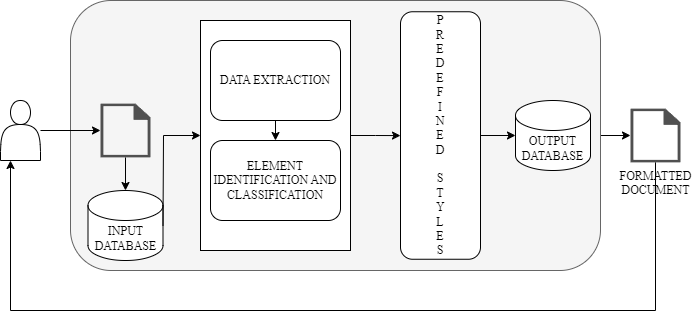 DATA EXTRACTION
ELEMENT
IDENTIFICATION AND
CLASSIFICATION
INPUT
DATABASE
P
R
E
D
E
F
I
N
E
D
S
T
Y
L
E
S
OUTPUT
DATABASE
FORMATTED
DOCUMENT